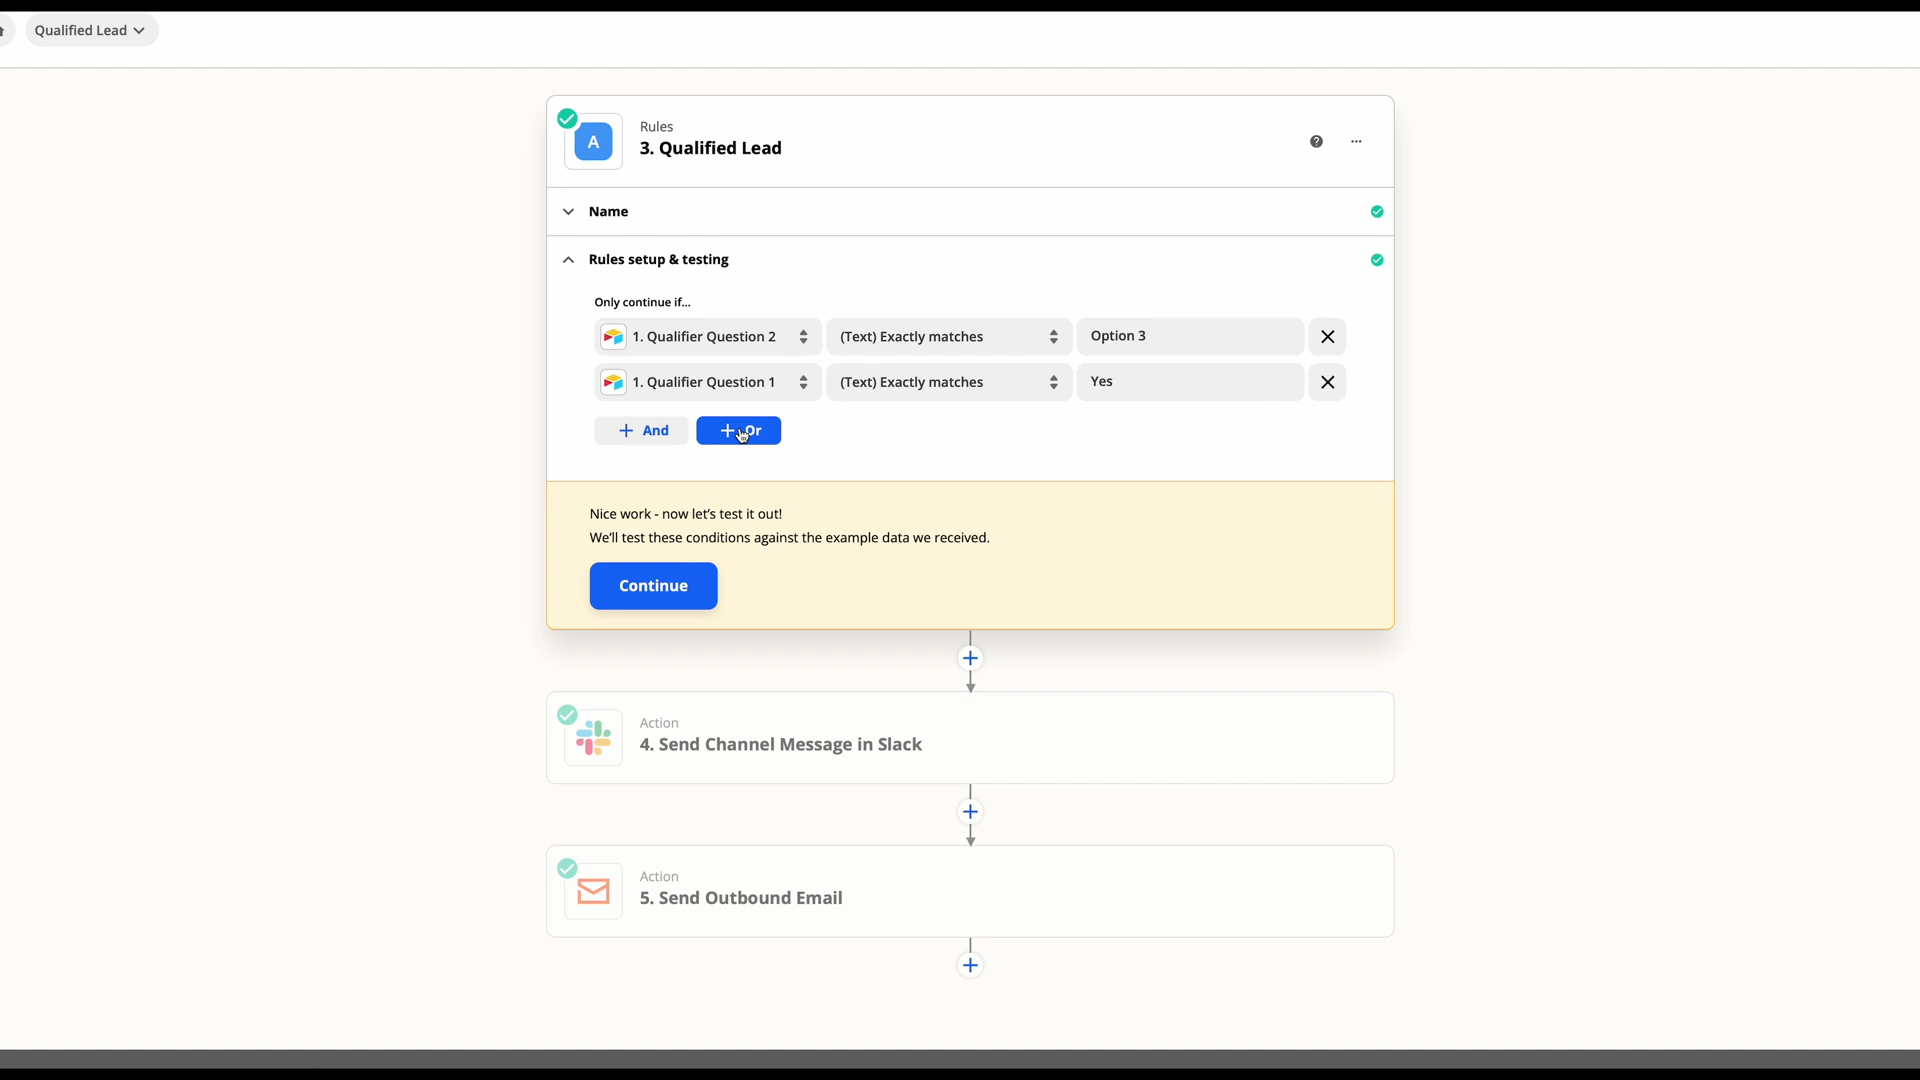 Qualified Lead
A
Rules
3. Qualified Lead
Name
Rules setup & testing
Only continue if...
1. Qualifier Question 2 (Text) Exactly matches Option 3
1. Qualifier Question 1 (Text) Exactly matches Yes
And Or
Nice work - now let's test it out!
We'll test these conditions against the example data we received.
Continue
Action
4. Send Channel Message in Slack
Action
5. Send Outbound Email